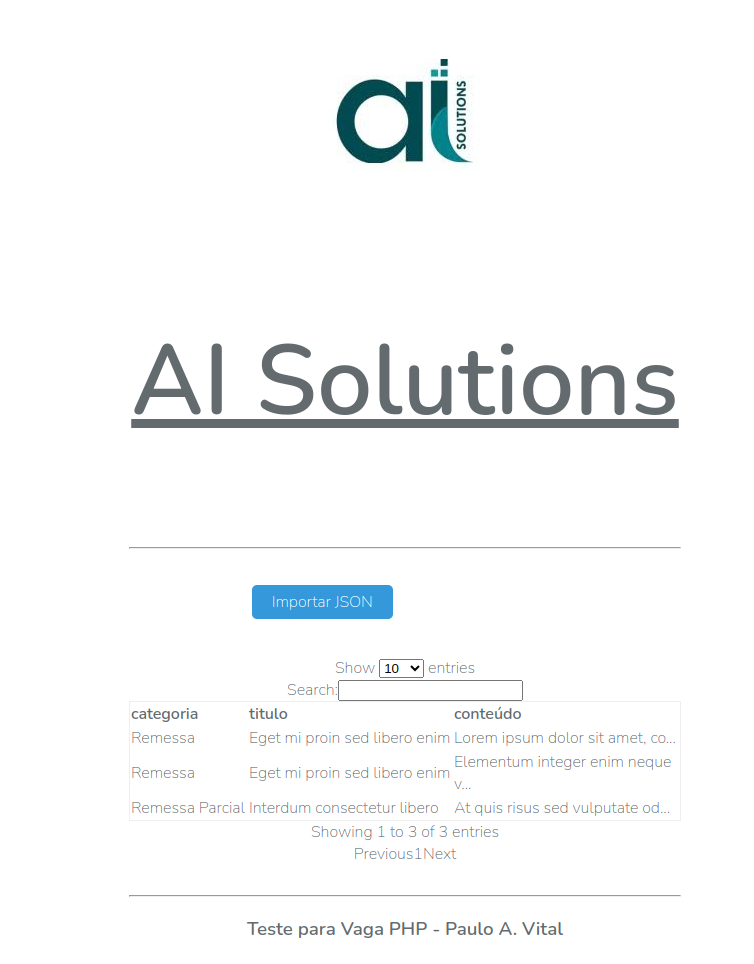 ai
SOLUTIONS
AI Solutions
Importar JSON
Show 10 entries
Search:
categoria titulo conteúdo
Remessa Eget mi proin sed libero enim Lorem ipsum dolor sit amet, co...
Remessa Eget mi proin sed libero enim Elementum integer enim neque
v...
Remessa Parcial Interdum consectetur libero At quis risus sed vulputate od...
Showing 1 to 3 of 3 entries
Previous1Next
Teste para Vaga PHP - Paulo A. Vital